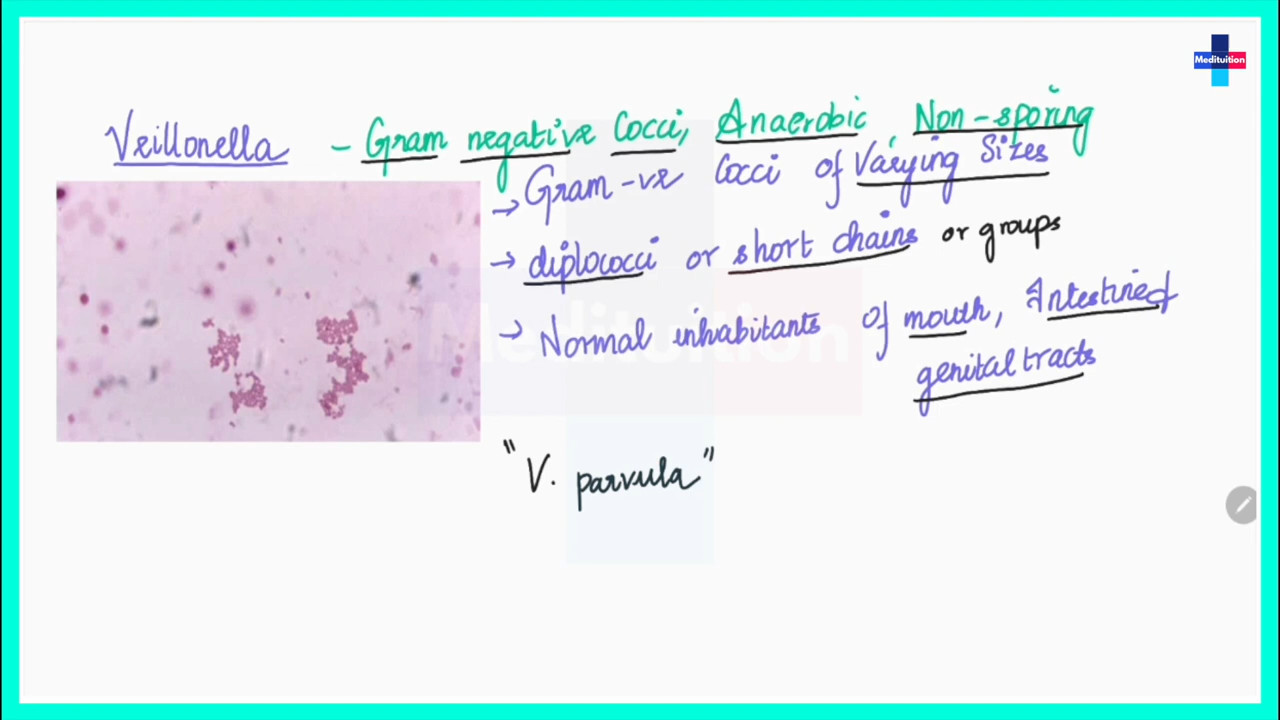 Meditution
Veillonella - Gram negative Cocci, Anaerobic, Non-sporing
→ Gram -ve Cocci of Varying Sizes
→ diplococci or short chains or groups
→ Normal inhabitants of mouth, Intestine &
genital tracts
"V. parvula"
Meditution